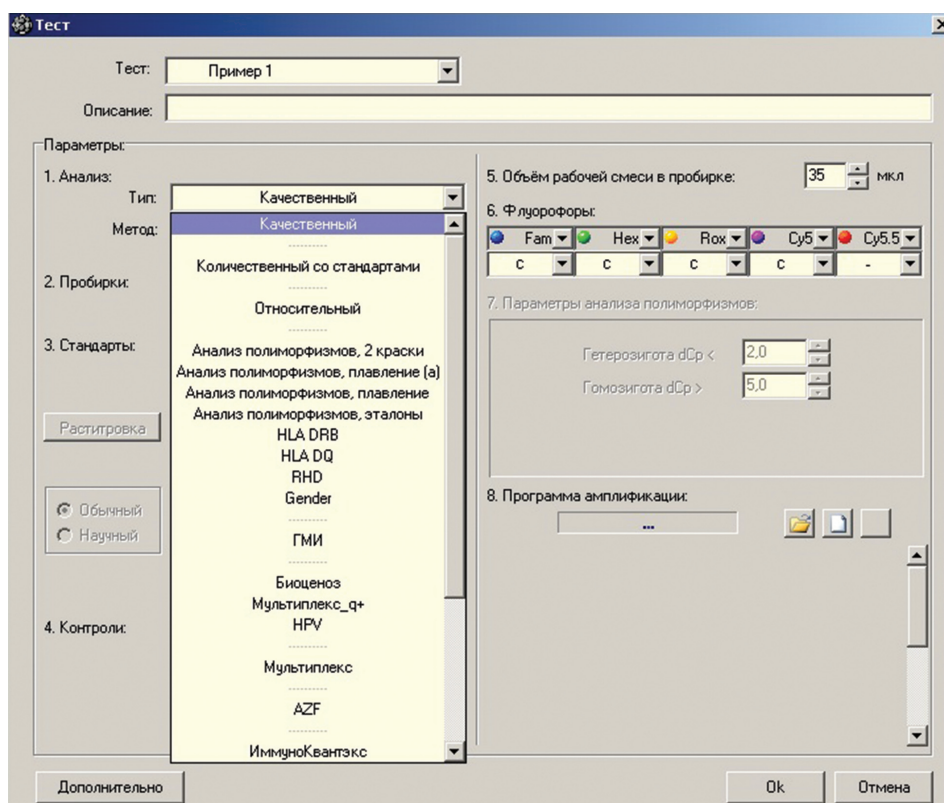 Тест
Тест: Пример 1
Описание:
Параметры:
1. Анализ:
Тип: Качественный
Метод:
Качественный
Количественный со стандартами
Относительный
Анализ полиморфизмов, 2 краски
Анализ полиморфизмов, плавление (а)
Анализ полиморфизмов, плавление
Анализ полиморфизмов, эталоны
HLA DRB
HLA DQ
RHD
Gender
ГМИ
Биоценоз
Мультиплекс_q+
HPV
Мультиплекс
AZF
ИммуноКвантэкс
2. Пробирки:
3. Стандарты:
Раститровка
Обычный
Научный
4. Контроли:
5. Объём рабочей смеси в пробирке: 35 мкл
6. Флуорофоры:
Fam Hex Rox Cy5 Cy5.5
С С С С -
7. Параметры анализа полиморфизмов:
Гетерозигота dCp < 2,0
Гомозигота dCp > 5,0
8. Программа амплификации:
...
Дополнительно
Ok
Отмена